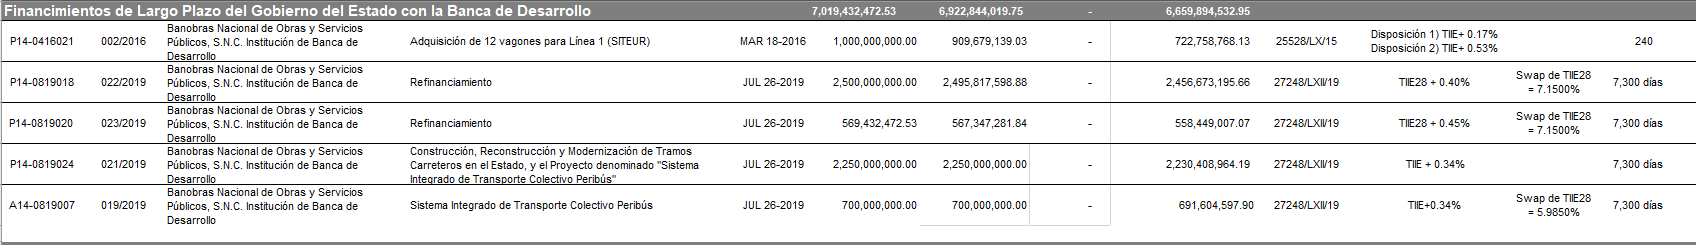 Financimientos de Largo Plazo del Gobierno del Estado con la Banca de Desarrollo 7,019,432,472.53 6,922,844,019.75 - 6,659,894,532.95
P14-0416021 002/2016 Banobras Nacional de Obras y Servicios Públicos, S.N.C. Institución de Banca de Desarrollo Adquisición de 12 vagones para Línea 1 (SITEUR) MAR 18-2016 1,000,000,000.00 909,679,139.03 - 722,758,768.13 25528/LX/15 Disposición 1) TIIE+ 0.17% Disposición 2) TIIE+ 0.53% 240
P14-0819018 022/2019 Banobras Nacional de Obras y Servicios Públicos, S.N.C. Institución de Banca de Desarrollo Refinanciamiento JUL 26-2019 2,500,000,000.00 2,495,817,598.88 - 2,456,673,195.66 27248/LXII/19 TIIE28 + 0.40% Swap de TIIE28 = 7.1500% 7,300 días
P14-0819020 023/2019 Banobras Nacional de Obras y Servicios Públicos, S.N.C. Institución de Banca de Desarrollo Refinanciamiento JUL 26-2019 569,432,472.53 567,347,281.84 - 558,449,007.07 27248/LXII/19 TIIE28 + 0.45% Swap de TIIE28 = 7.1500% 7,300 días
P14-0819024 021/2019 Banobras Nacional de Obras y Servicios Públicos, S.N.C. Institución de Banca de Desarrollo Construcción, Reconstrucción y Modernización de Tramos Carreteros en el Estado, y el Proyecto denominado "Sistema Integrado de Transporte Colectivo Peribús" JUL 26-2019 2,250,000,000.00 2,250,000,000.00 - 2,230,408,964.19 27248/LXII/19 TIIE + 0.34% 7,300 días
A14-0819007 019/2019 Banobras Nacional de Obras y Servicios Públicos, S.N.C. Institución de Banca de Desarrollo Sistema Integrado de Transporte Colectivo Peribús JUL 26-2019 700,000,000.00 700,000,000.00 - 691,604,597.90 27248/LXII/19 TIIE+0.34% Swap de TIIE28 = 5.9850% 7,300 días